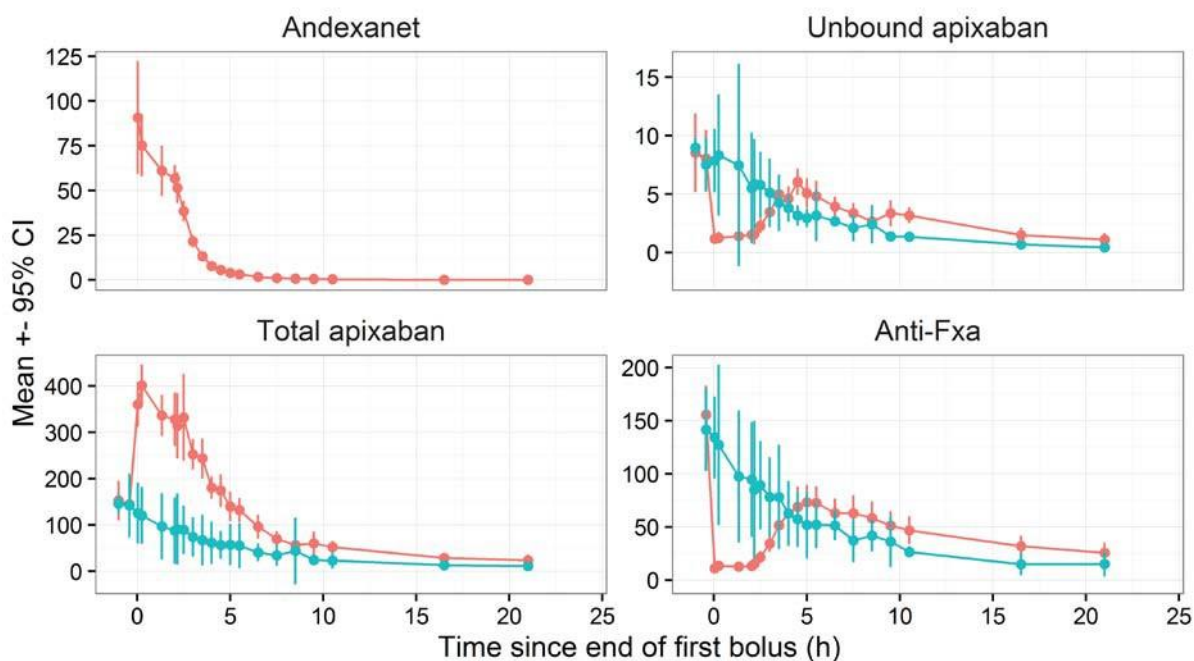 Andexanet
Unbound apixaban
125
100
75
50
25
0
15
10
5
0
Mean +- 95% CI
Total apixaban
Anti-Fxa
400
300
200
100
0
200
150
100
50
0
0 5 10 15 20 25
0 5 10 15 20 25
Time since end of first bolus (h)